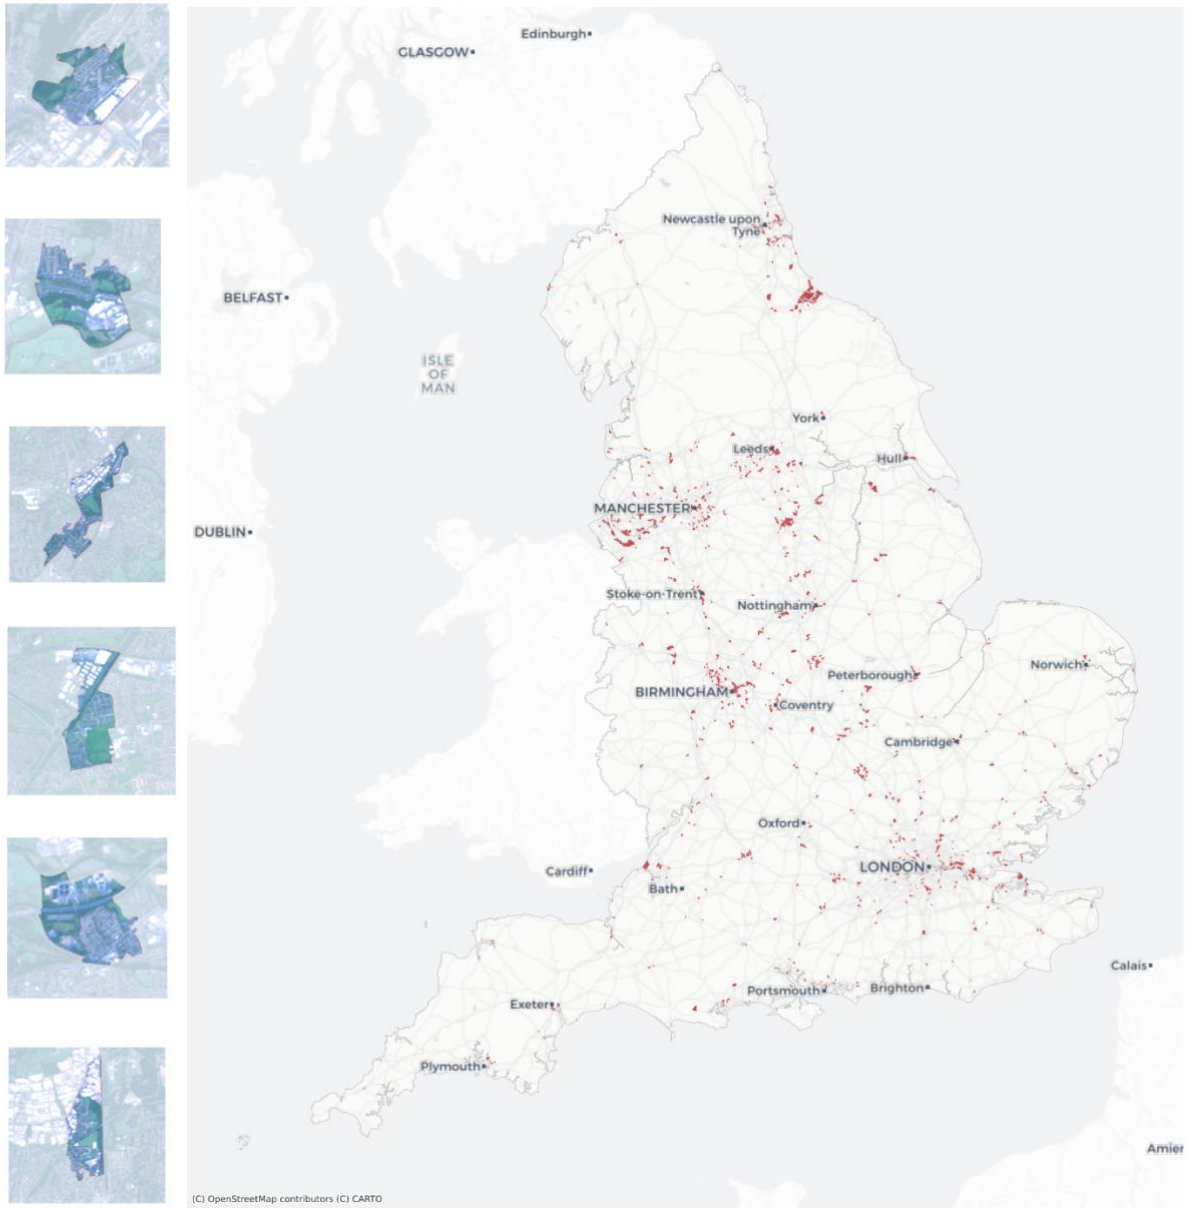 Edinburgh
GLASGOW
Newcastle upon
Tyne
BELFAST
ISLE
OF
MAN
York
Leeds
Hull
MANCHESTER
DUBLIN
Stoke-on-Trent
Nottingham
Norwich
Peterborough
BIRMINGHAM
Coventry
Cambridge
Oxford
LONDON
Cardiff
Bath
Calais
Portsmouth
Brighton
Exeter
Plymouth
Amier
(C) OpenStreetMap contributors (C) CARTO